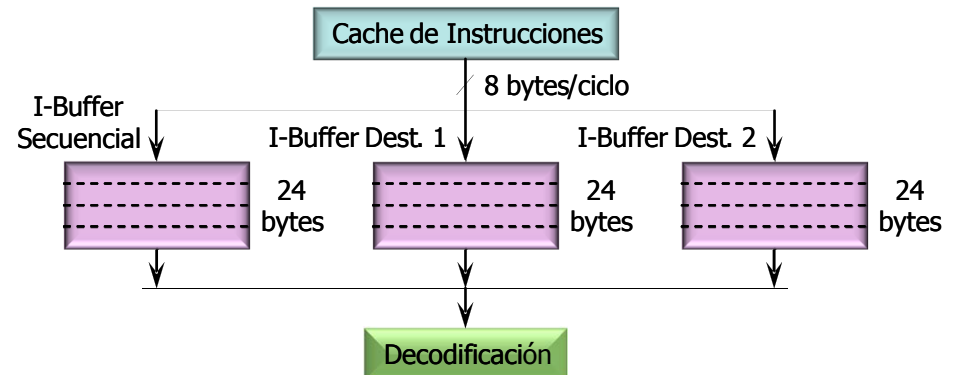 Cache de Instrucciones
8 bytes/ciclo
I-Buffer
Secuencial
I-Buffer Dest. 1
I-Buffer Dest. 2
24
bytes
24
bytes
24
bytes
Decodificación